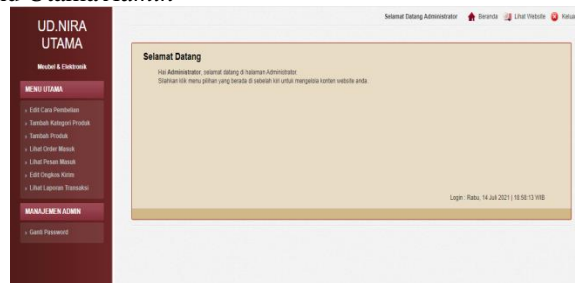 UD.NIRA
UTAMA
Meubel & Elektronik
MENU UTAMA
Edit Cara Pembelian
Tambah Kategori Produk
Tambah Produk
Lihat Order Masuk
Lihat Pesan Masuk
Edit Ongkos Kirim
Lihat Laporan Transaksi
MANAJEMEN ADMIN
Ganti Password
Selamat Datang Administrator Beranda Lihat Website Keluar
Selamat Datang
Hai Administrator, selamat datang di halaman Administrator.
Silahkan klik menu pilihan yang berada di sebelah kiri untuk mengelola konten website anda.
Login : Rabu, 14 Juli 2021 | 18:58:13 WIB